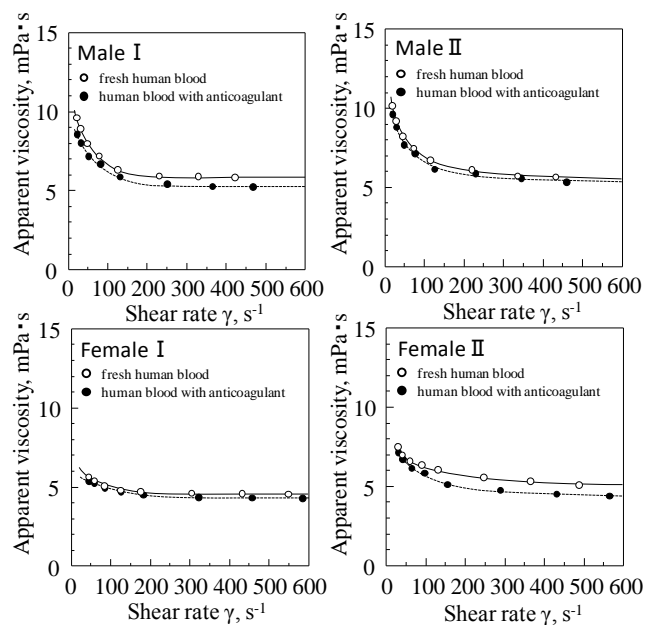 Male Ⅰ
○ fresh human blood
● human blood with anticoagulant
Apparent viscosity, mPa・s
15
10
5
0
0 100 200 300 400 500 600
Shear rate γ, s-1
Male Ⅱ
○ fresh human blood
● human blood with anticoagulant
Apparent viscosity, mPa・s
15
10
5
0
0 100 200 300 400 500 600
Shear rate γ, s-1
Female Ⅰ
○ fresh human blood
● human blood with anticoagulant
Apparent viscosity, mPa・s
15
10
5
0
0 100 200 300 400 500 600
Shear rate γ, s-1
Female Ⅱ
○ fresh human blood
● human blood with anticoagulant
Apparent viscosity, mPa・s
15
10
5
0
0 100 200 300 400 500 600
Shear rate γ, s-1